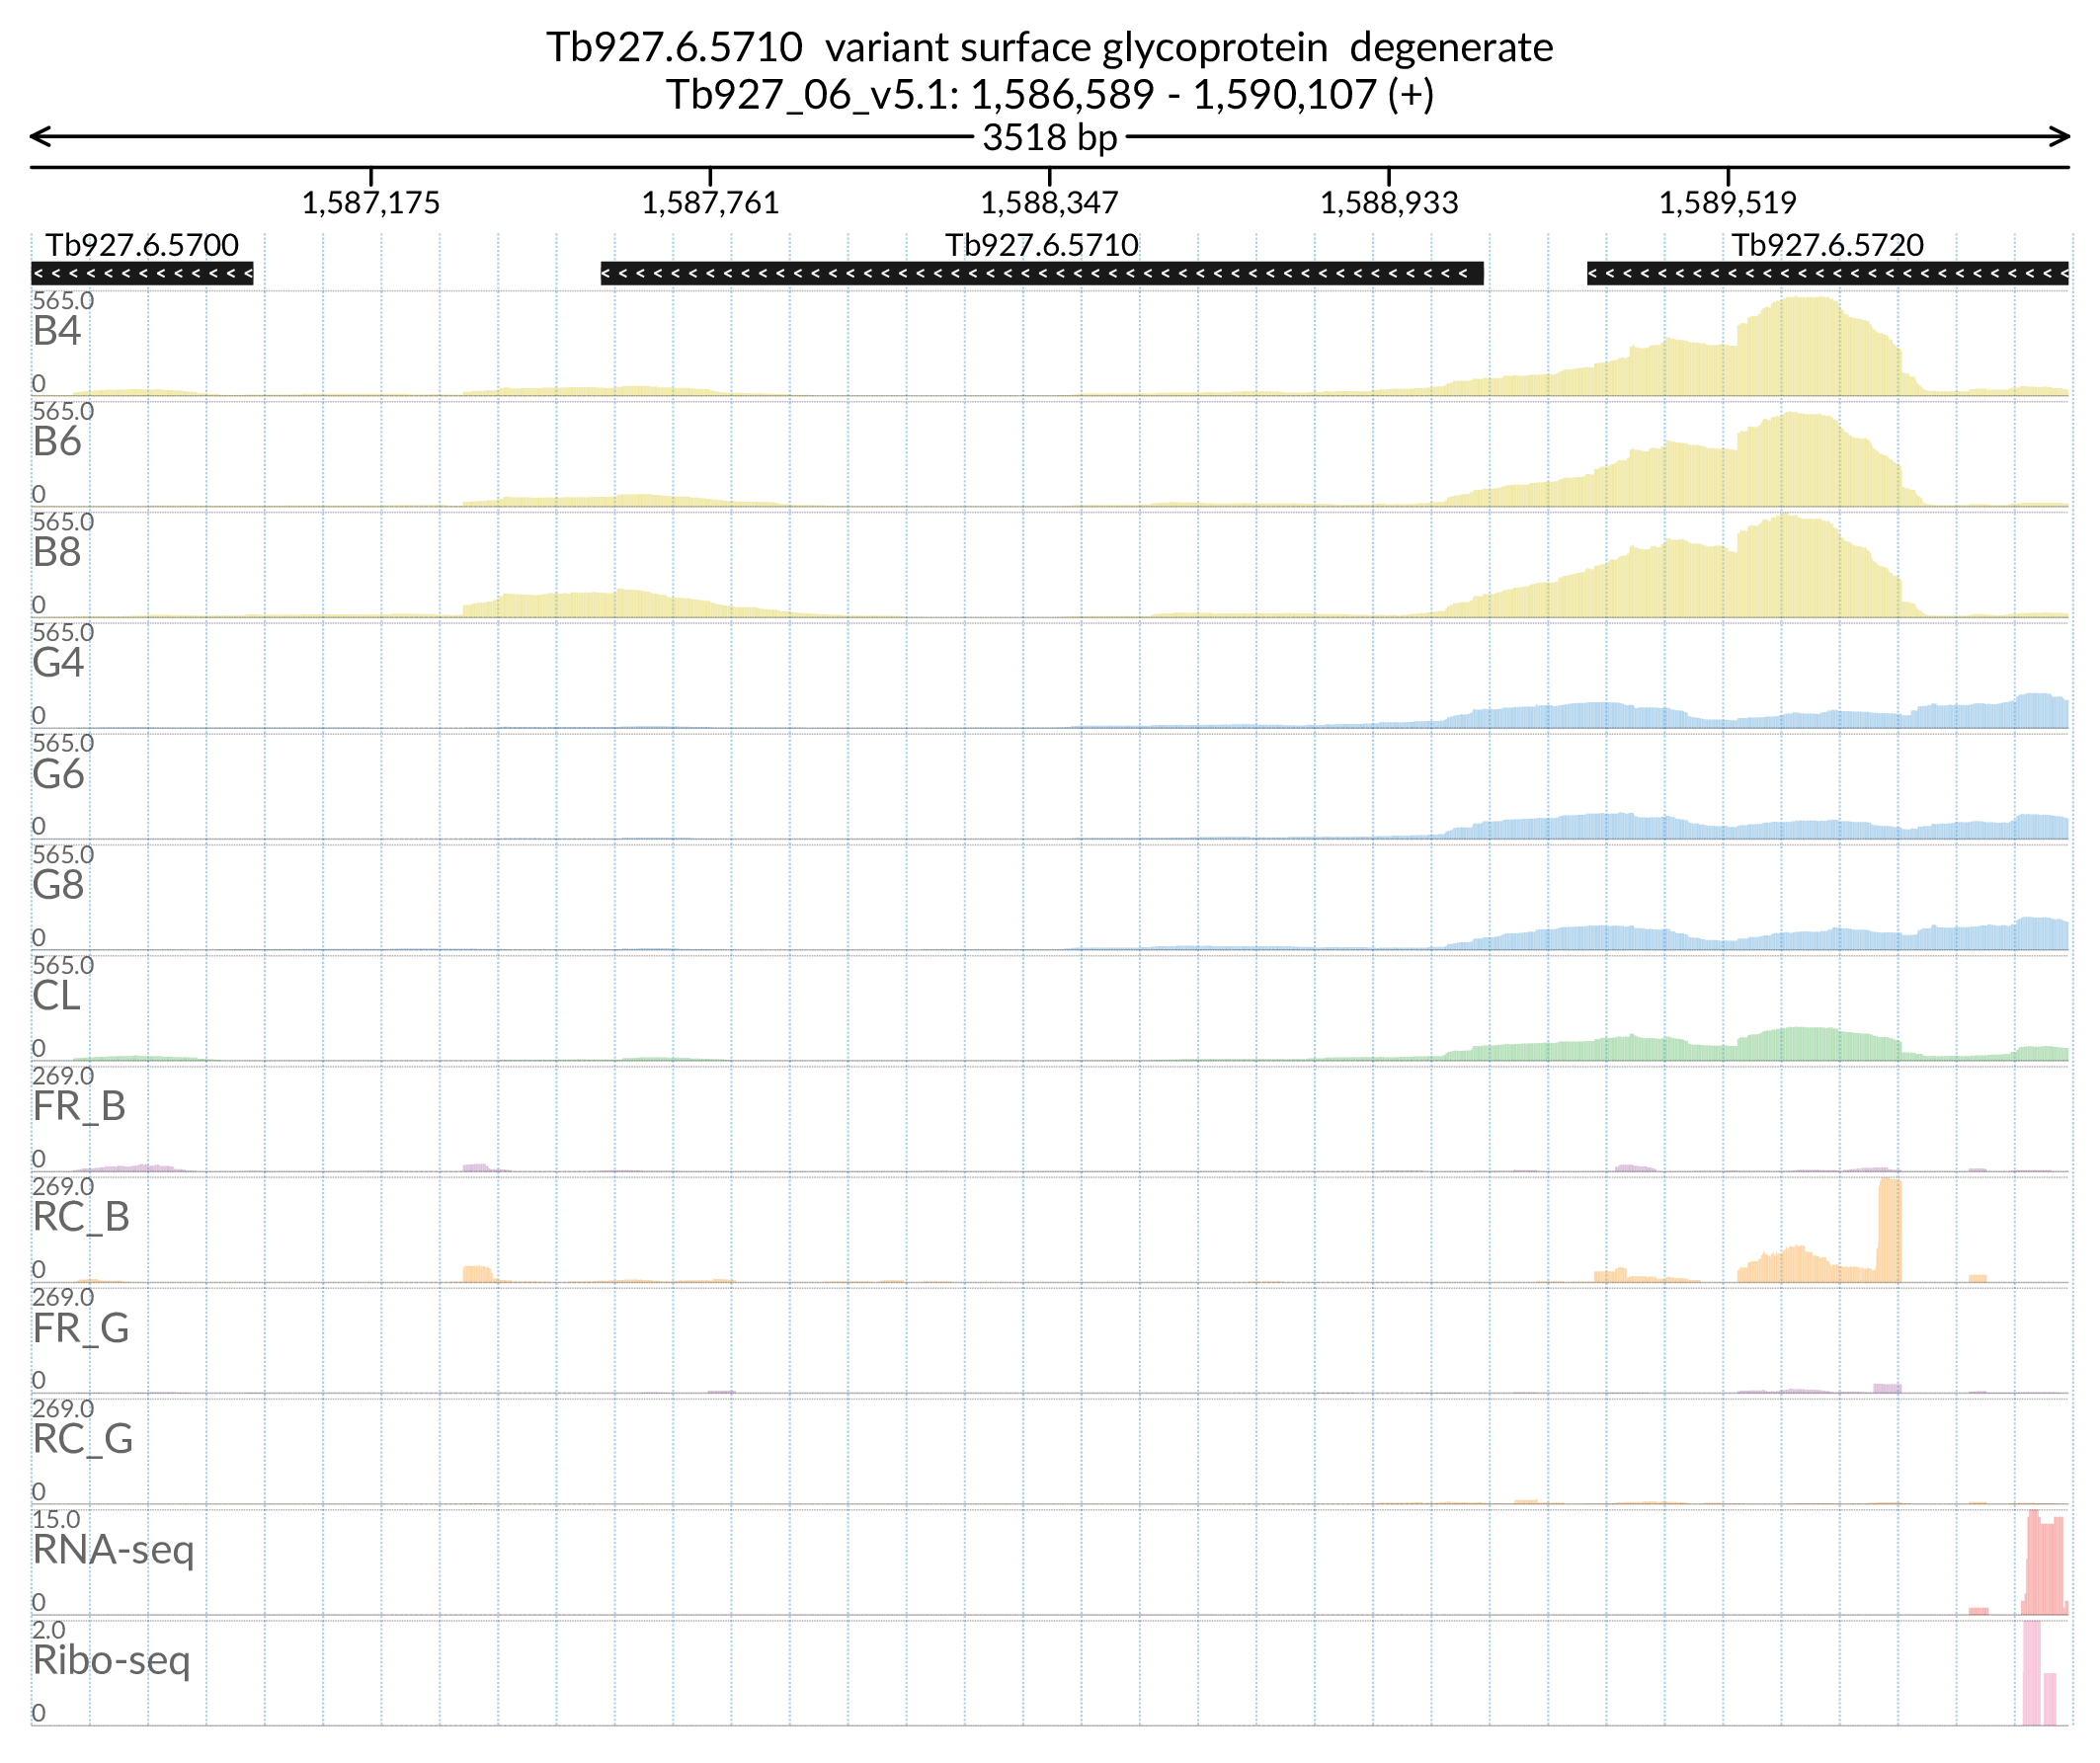 Tb927.6.5710  variant surface glycoprotein  degenerate
Tb927_06_v5.1: 1,586,589 - 1,590,107 (+)
3518 bp
1,587,175 1,587,761 1,588,347 1,588,933 1,589,519
Tb927.6.5700 Tb927.6.5710 Tb927.6.5720
565.0
B4
0
565.0
B6
0
565.0
B8
0
565.0
G4
0
565.0
G6
0
565.0
G8
0
565.0
CL
0
269.0
FR_B
0
269.0
RC_B
0
269.0
FR_G
0
269.0
RC_G
0
15.0
RNA-seq
0
2.0
Ribo-seq
0